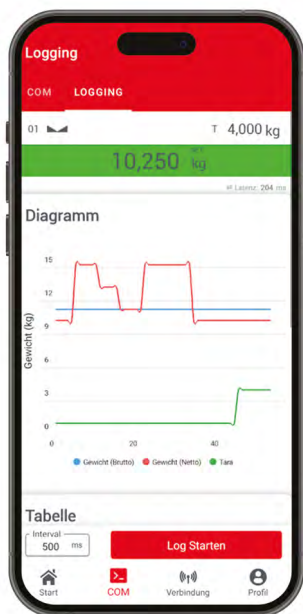 Logging
COM LOGGING
01 T 4,000 kg
NET
10,250 kg
Latenz: 204 ms
Diagramm
15
12
9
6
3
0
Gewicht (kg)
0 20 40
Gewicht (Brutto) Gewicht (Netto) Tara
Tabelle
Interval
500 ms
Log Starten
Start COM Verbindung Profil